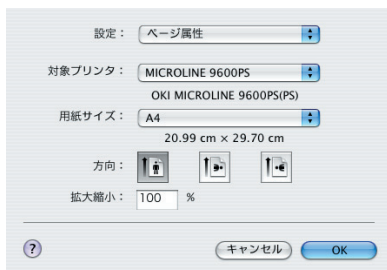 設定： ページ属性
対象プリンタ： MICROLINE 9600PS
OKI MICROLINE 9600PS(PS)
用紙サイズ： A4
20.99 cm × 29.70 cm
方向：
拡大縮小： 100 %
? キャンセル OK